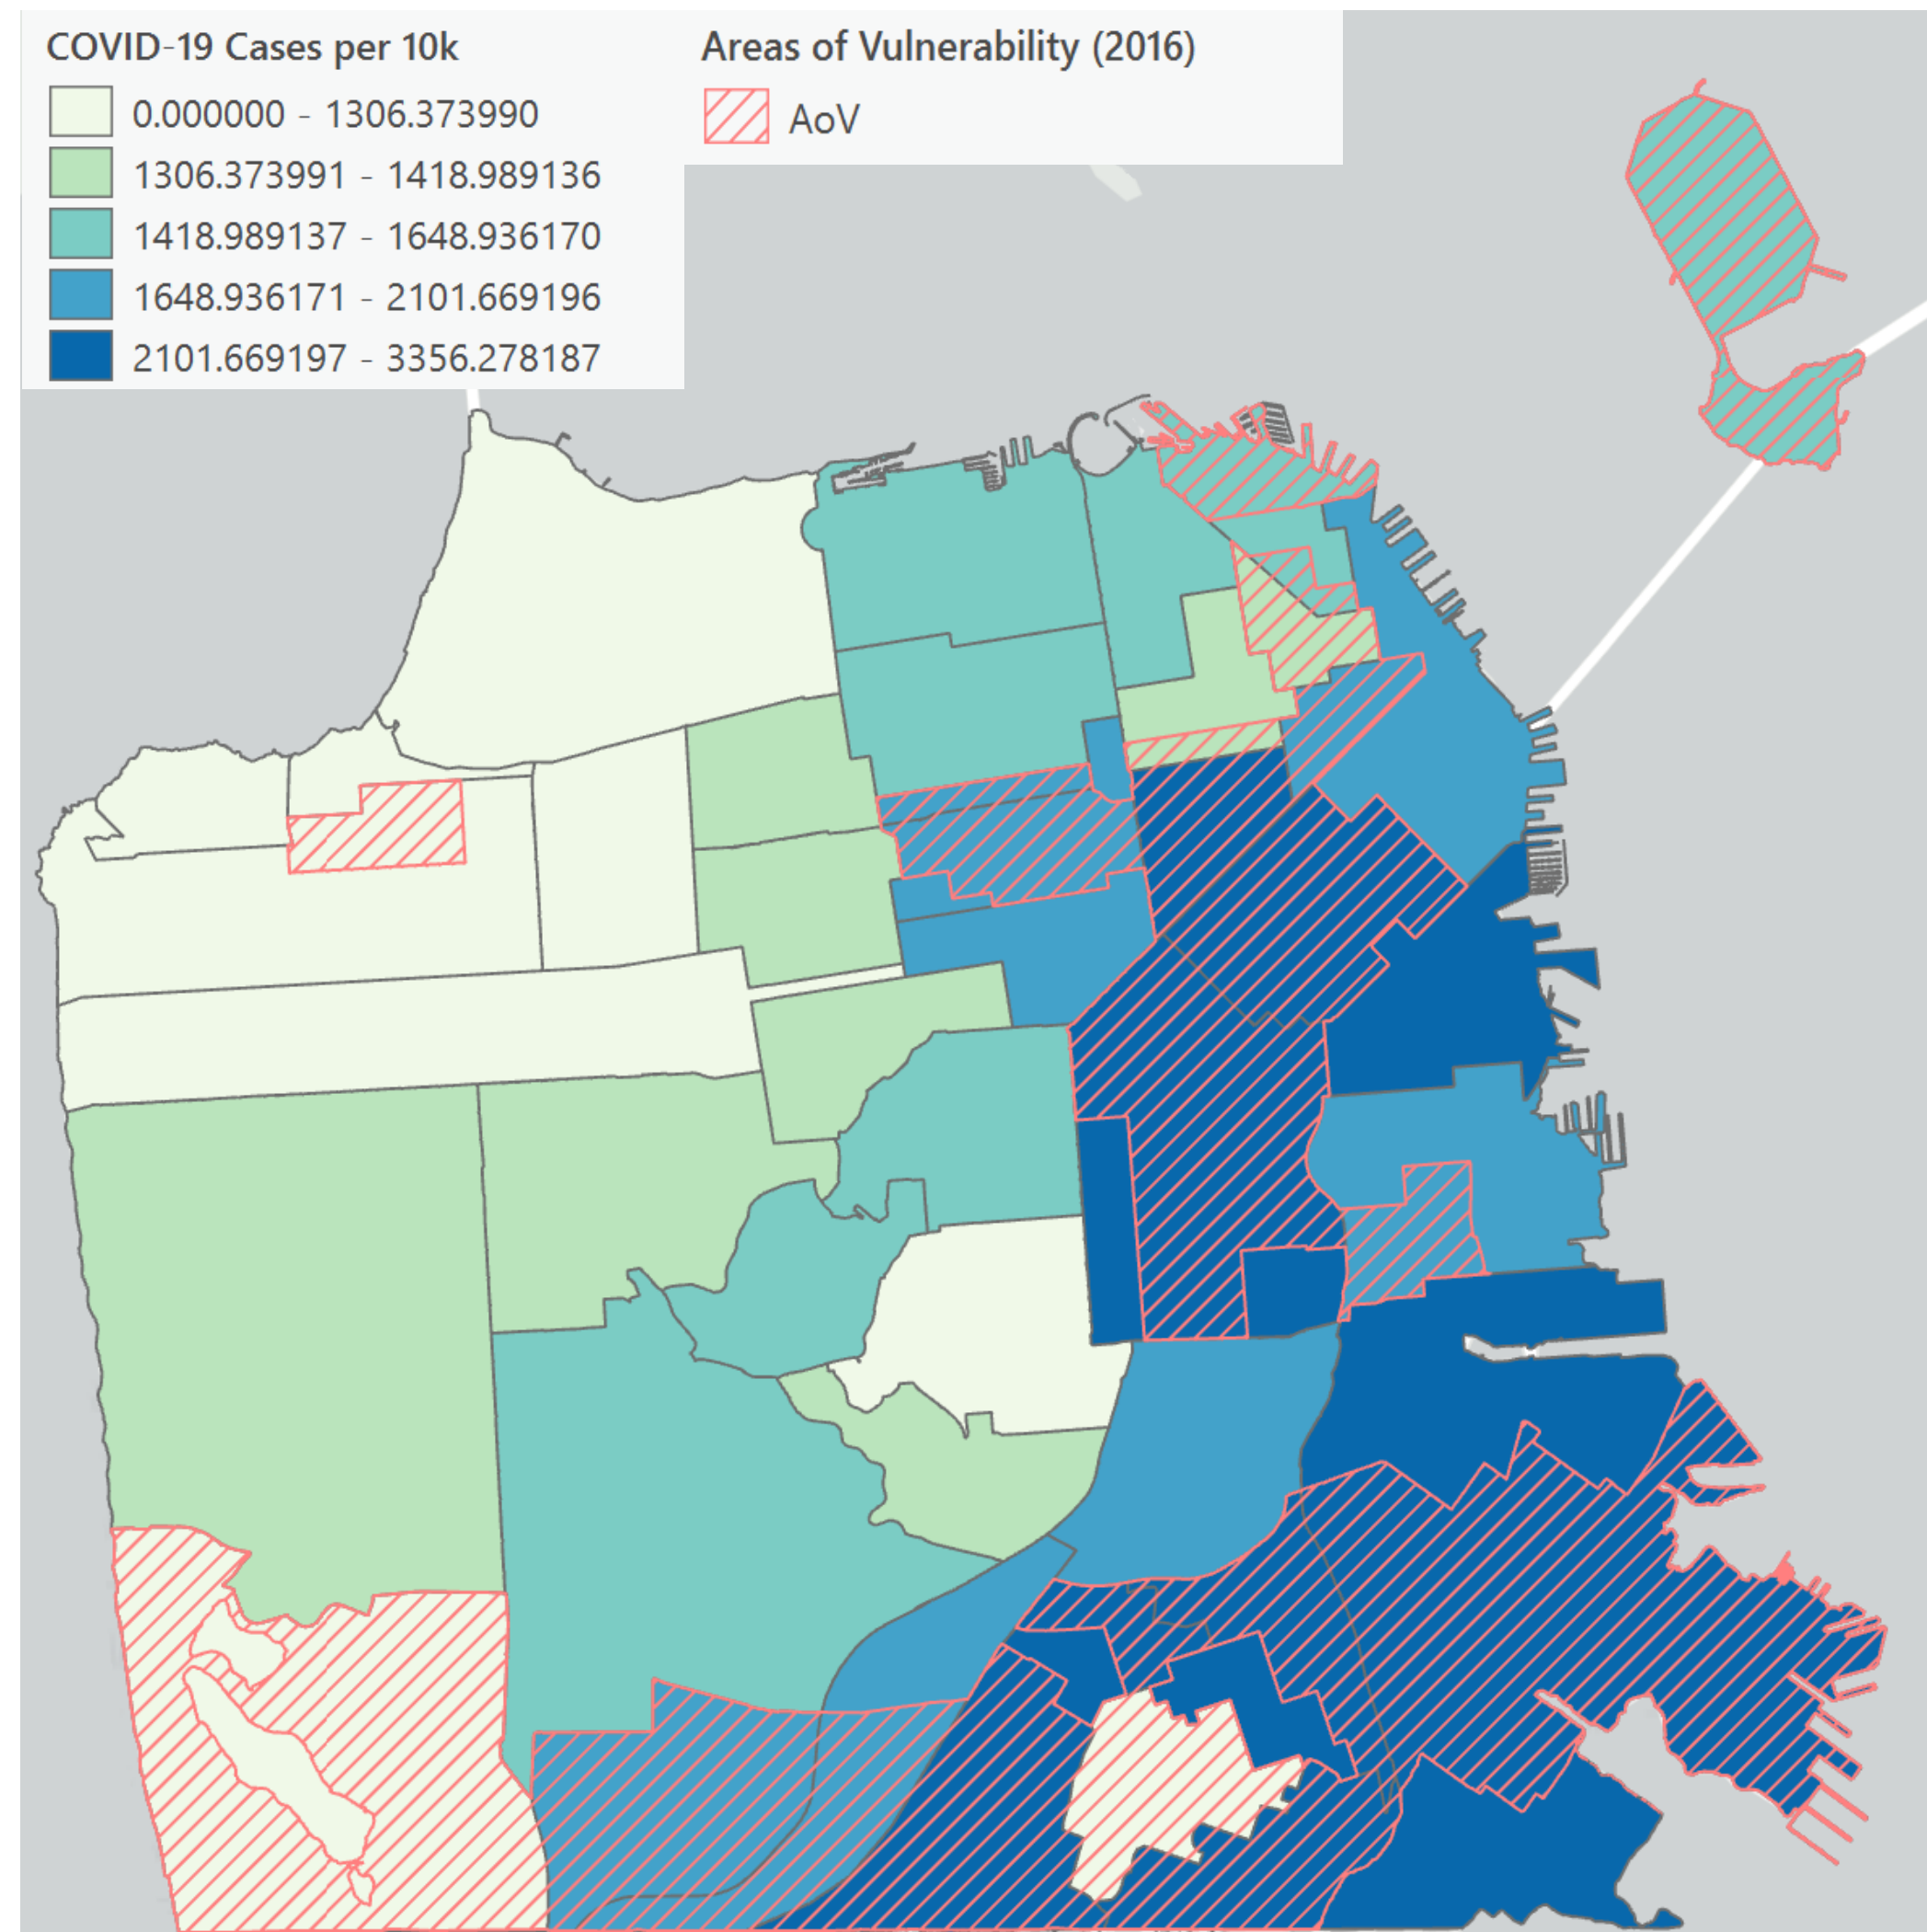 COVID-19 Cases per 10k
0.000000 - 1306.373990
1306.373991 - 1418.989136
1418.989137 - 1648.936170
1648.936171 - 2101.669196
2101.669197 - 3356.278187
Areas of Vulnerability (2016)
AoV